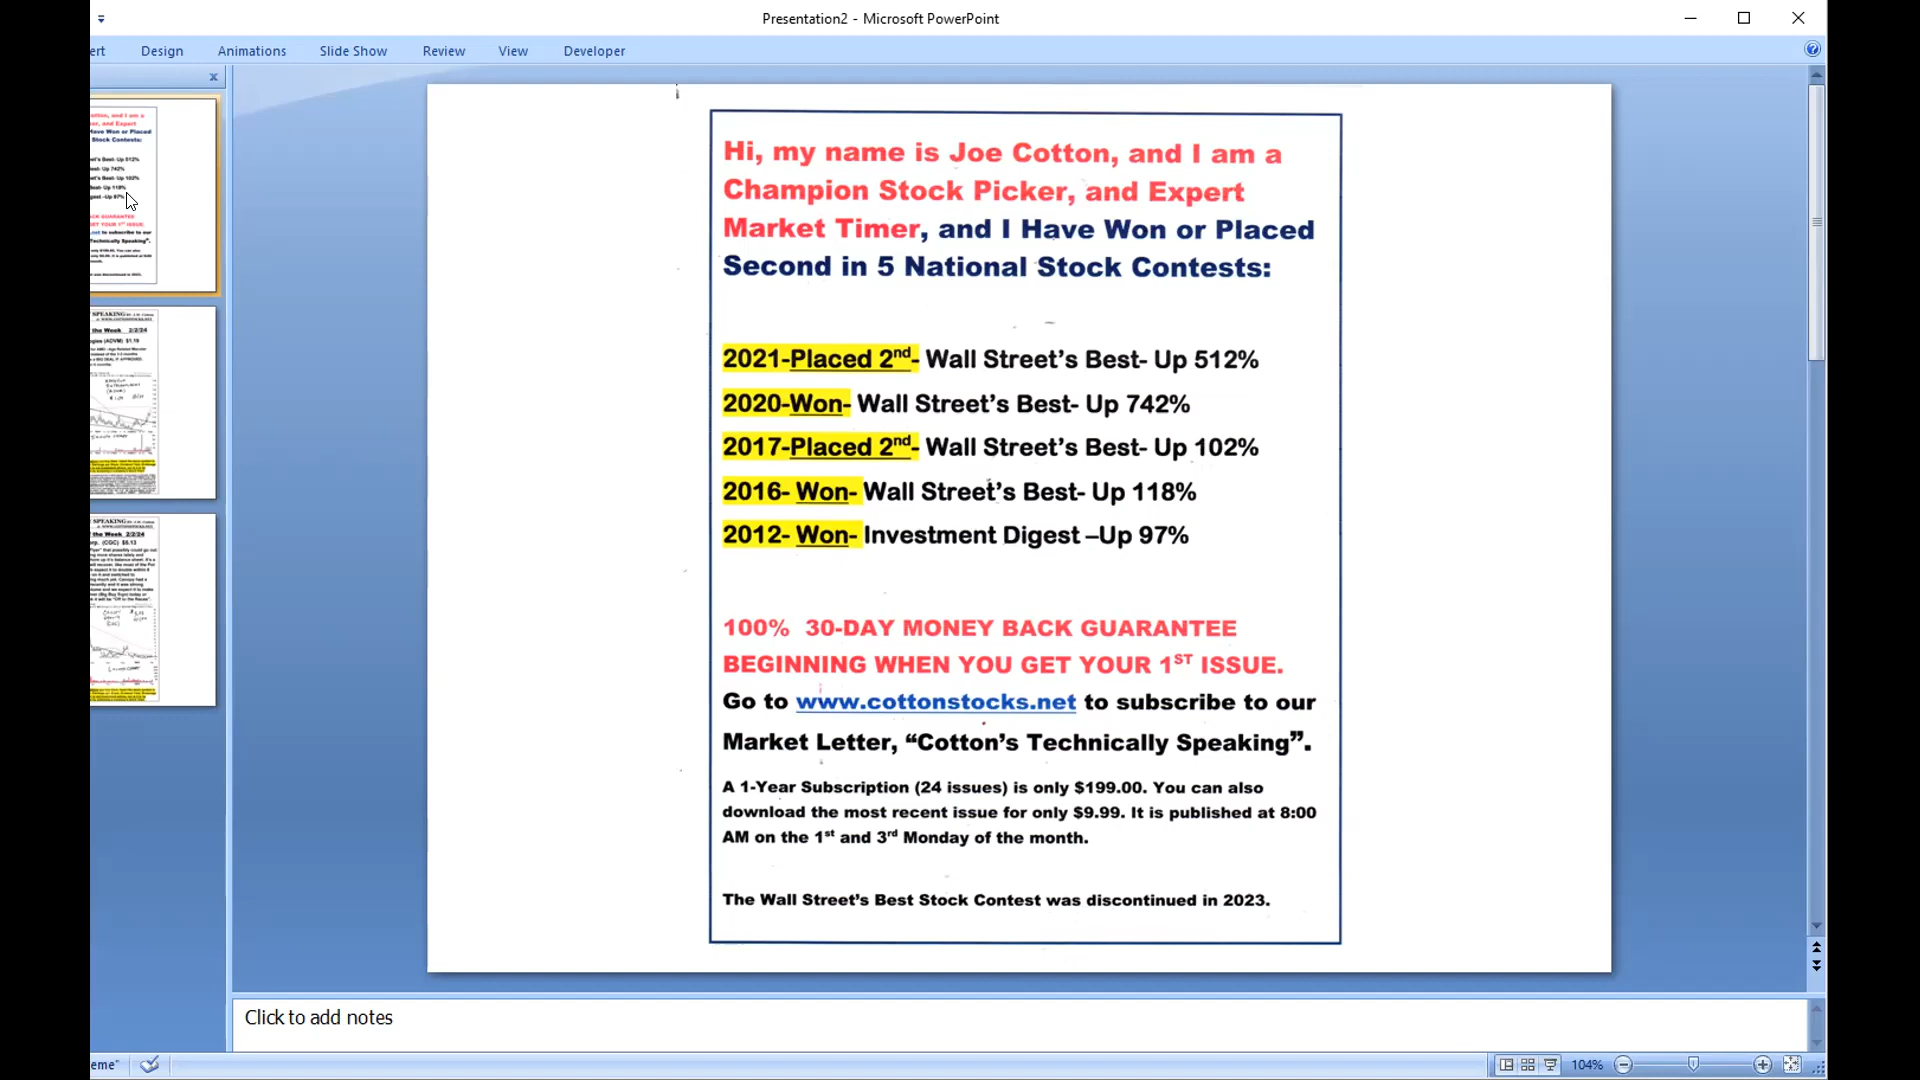 Presentation2 - Microsoft PowerPoint
ert Design Animations Slide Show Review View Developer
Hi, my name is Joe Cotton, and I am a
Champion Stock Picker, and Expert
Market Timer, and I Have Won or Placed
Second in 5 National Stock Contests:
2021-Placed 2nd- Wall Street’s Best- Up 512%
2020-Won- Wall Street’s Best- Up 742%
2017-Placed 2nd- Wall Street’s Best- Up 102%
2016- Won- Wall Street’s Best- Up 118%
2012- Won- Investment Digest –Up 97%
100% 30-DAY MONEY BACK GUARANTEE
BEGINNING WHEN YOU GET YOUR 1ST ISSUE.
Go to www.cottonstocks.net to subscribe to our
Market Letter, “Cotton’s Technically Speaking”.
A 1-Year Subscription (24 issues) is only $199.00. You can also
download the most recent issue for only $9.99. It is published at 8:00
AM on the 1st and 3rd Monday of the month.
The Wall Street’s Best Stock Contest was discontinued in 2023.
Click to add notes
eme"
104%